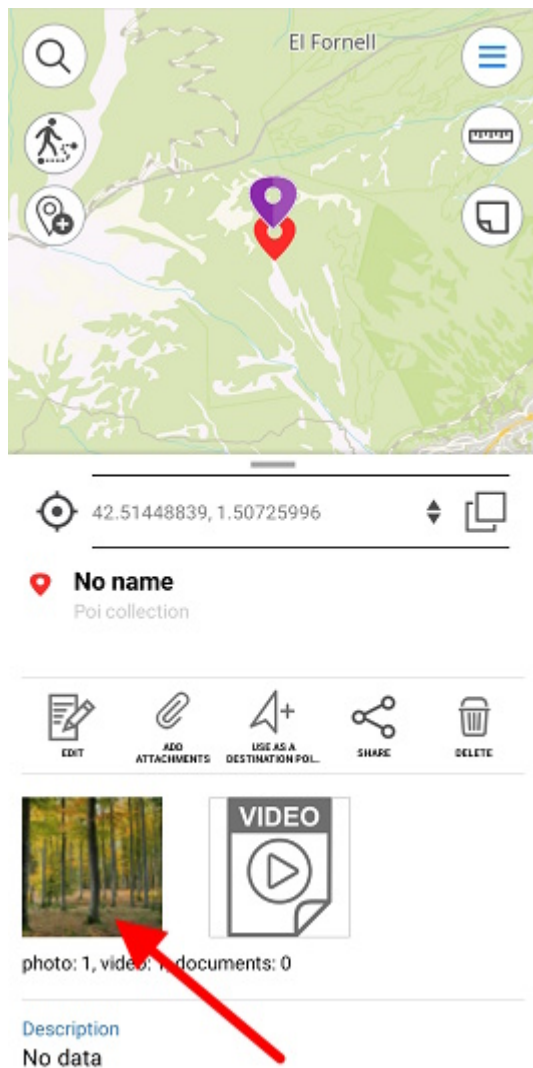 El Fornell
42.51448839, 1.50725996
No name
Poi collection
EDIT
ADD ATTACHMENTS
USE AS A DESTINATION POI...
SHARE
DELETE
VIDEO
photo: 1, video: 1, documents: 0
Description
No data